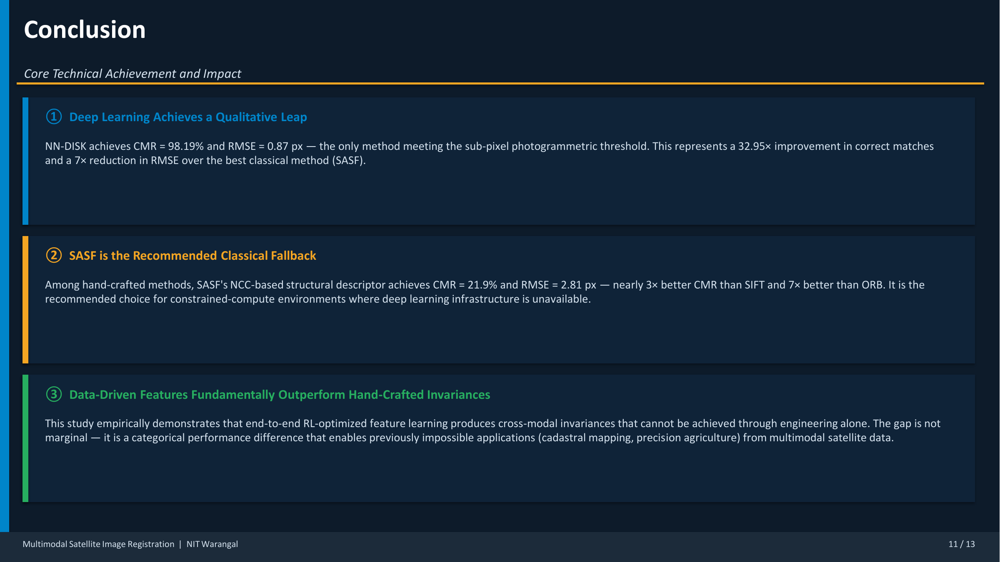 Conclusion
Core Technical Achievement and Impact
① Deep Learning Achieves a Qualitative Leap
NN-DISK achieves CMR = 98.19% and RMSE = 0.87 px — the only method meeting the sub-pixel photogrammetric threshold. This represents a 32.95× improvement in correct matches
and a 7× reduction in RMSE over the best classical method (SASF).
② SASF is the Recommended Classical Fallback
Among hand-crafted methods, SASF's NCC-based structural descriptor achieves CMR = 21.9% and RMSE = 2.81 px — nearly 3× better CMR than SIFT and 7× better than ORB. It is the
recommended choice for constrained-compute environments where deep learning infrastructure is unavailable.
③ Data-Driven Features Fundamentally Outperform Hand-Crafted Invariances
This study empirically demonstrates that end-to-end RL-optimized feature learning produces cross-modal invariances that cannot be achieved through engineering alone. The gap is not
marginal — it is a categorical performance difference that enables previously impossible applications (cadastral mapping, precision agriculture) from multimodal satellite data.
Multimodal Satellite Image Registration | NIT Warangal
11 / 13